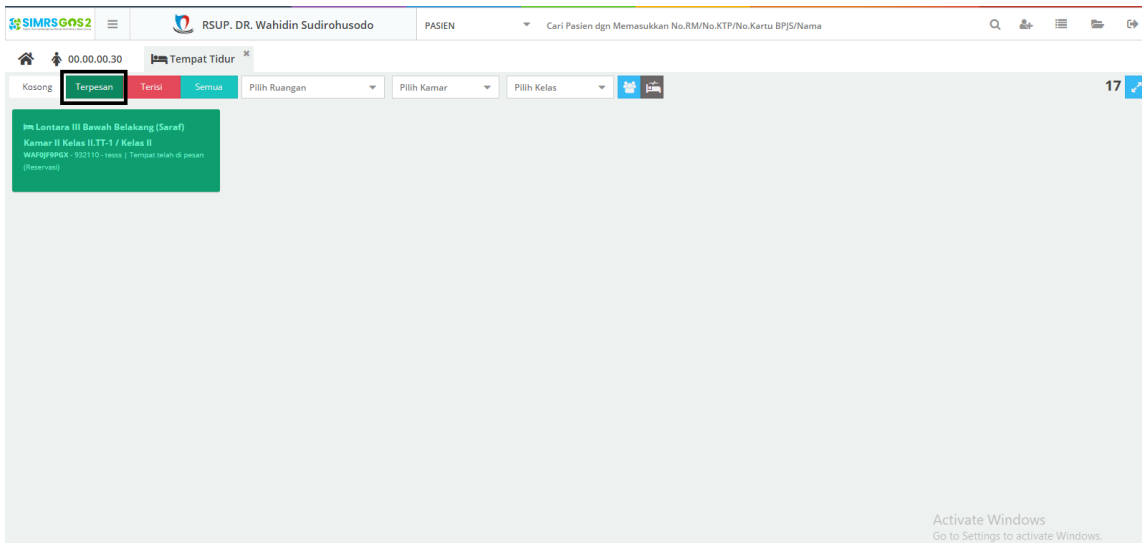 SIMRSGOS2
RSUP. DR. Wahidin Sudirohusodo
PASIEN
Cari Pasien dgn Memasukkan No.RM/No.KTP/No.Kartu BPJS/Nama
00.00.00.30
Tempat Tidur
Kosong
Terpesan
Terisi
Semua
Pilih Ruangan
Pilih Kamar
Pilih Kelas
17
Lontara III Bawah Belakang (Saraf)
Kamar II Kelas II.TT-1 / Kelas II
WAF0JF9PGX - 932110 - tesss | Tempat telah di pesan
(Reservasi)
Activate Windows
Go to Settings to activate Windows.